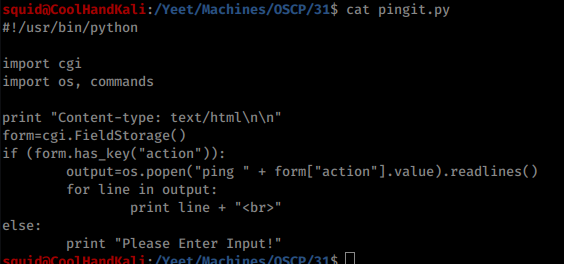 squid@CoolHandKali:/Yeet/Machines/OSCP/31$ cat pingit.py
#!/usr/bin/python

import cgi
import os, commands

print "Content-type: text/html\n\n"
form=cgi.FieldStorage()
if (form.has_key("action")):
        output=os.popen("ping " + form["action"].value).readlines()
        for line in output:
                print line + "<br>"
else:
        print "Please Enter Input!"
squid@CoolHandKali:/Yeet/Machines/OSCP/31$